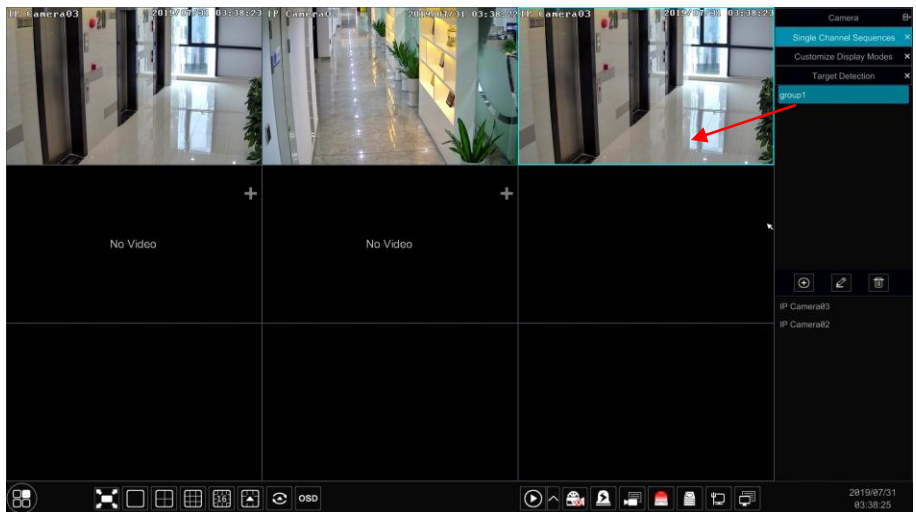 IP Camera03 2019/07/31 03:38:23
IP Camera02 2019/07/31 03:38:22
IP Camera03 2019/07/31 03:38:23
Camera
Single Channel Sequences ×
Customize Display Modes ×
Target Detection ×
group1
No Video
No Video
IP Camera03
IP Camera02
16
OSD
2019/07/31
03:38:25